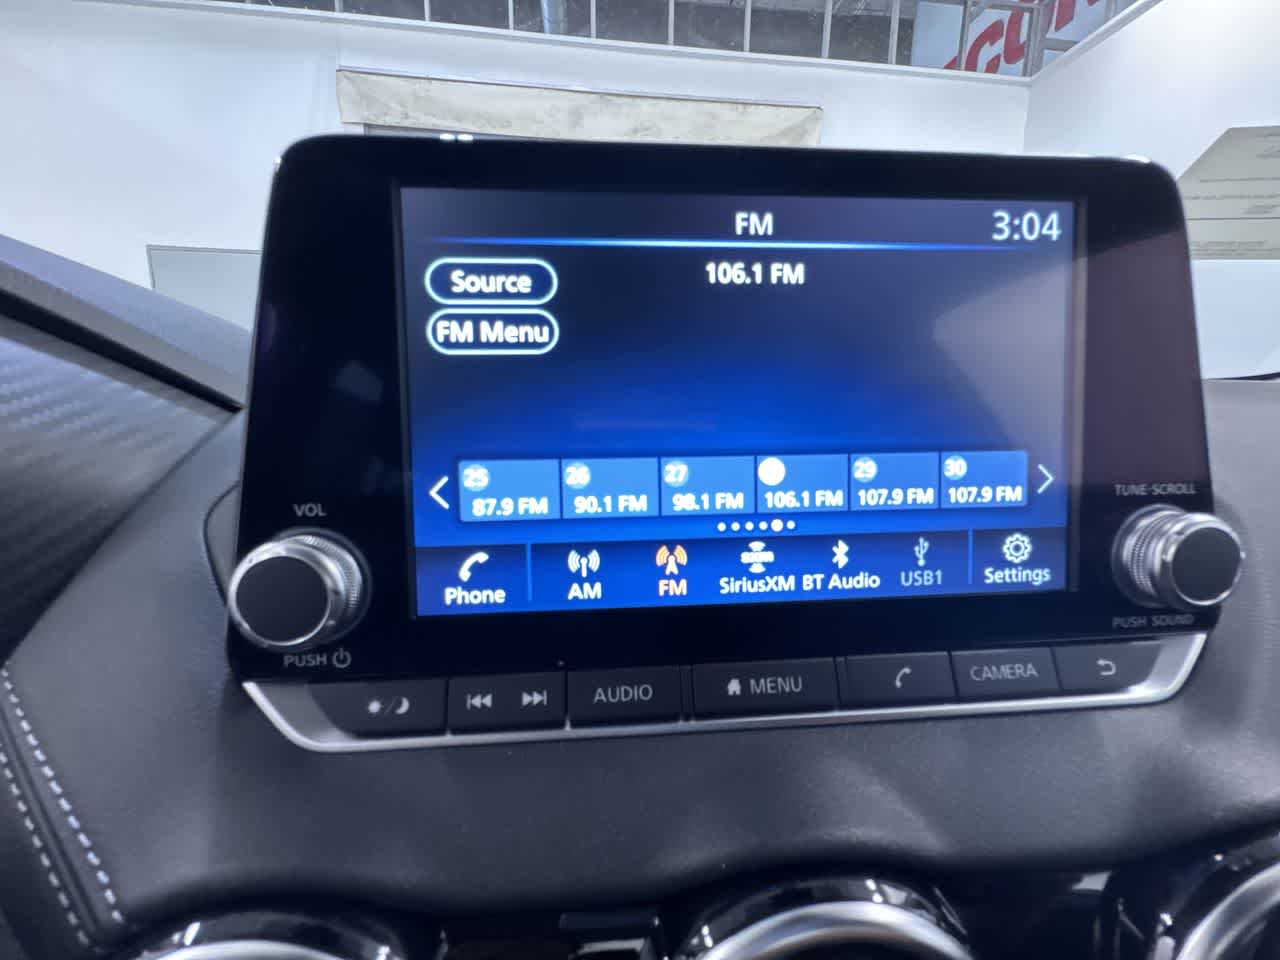 FM
3:04
Source
106.1 FM
FM Menu
25
26
27
29
30
87.9 FM
90.1 FM
98.1 FM
106.1 FM
107.9 FM
107.9 FM
Phone
AM
FM
SiriusXM
BT Audio
USB1
Settings
VOL
TUNE·SCROLL
PUSH
PUSH SOUND
AUDIO
MENU
CAMERA